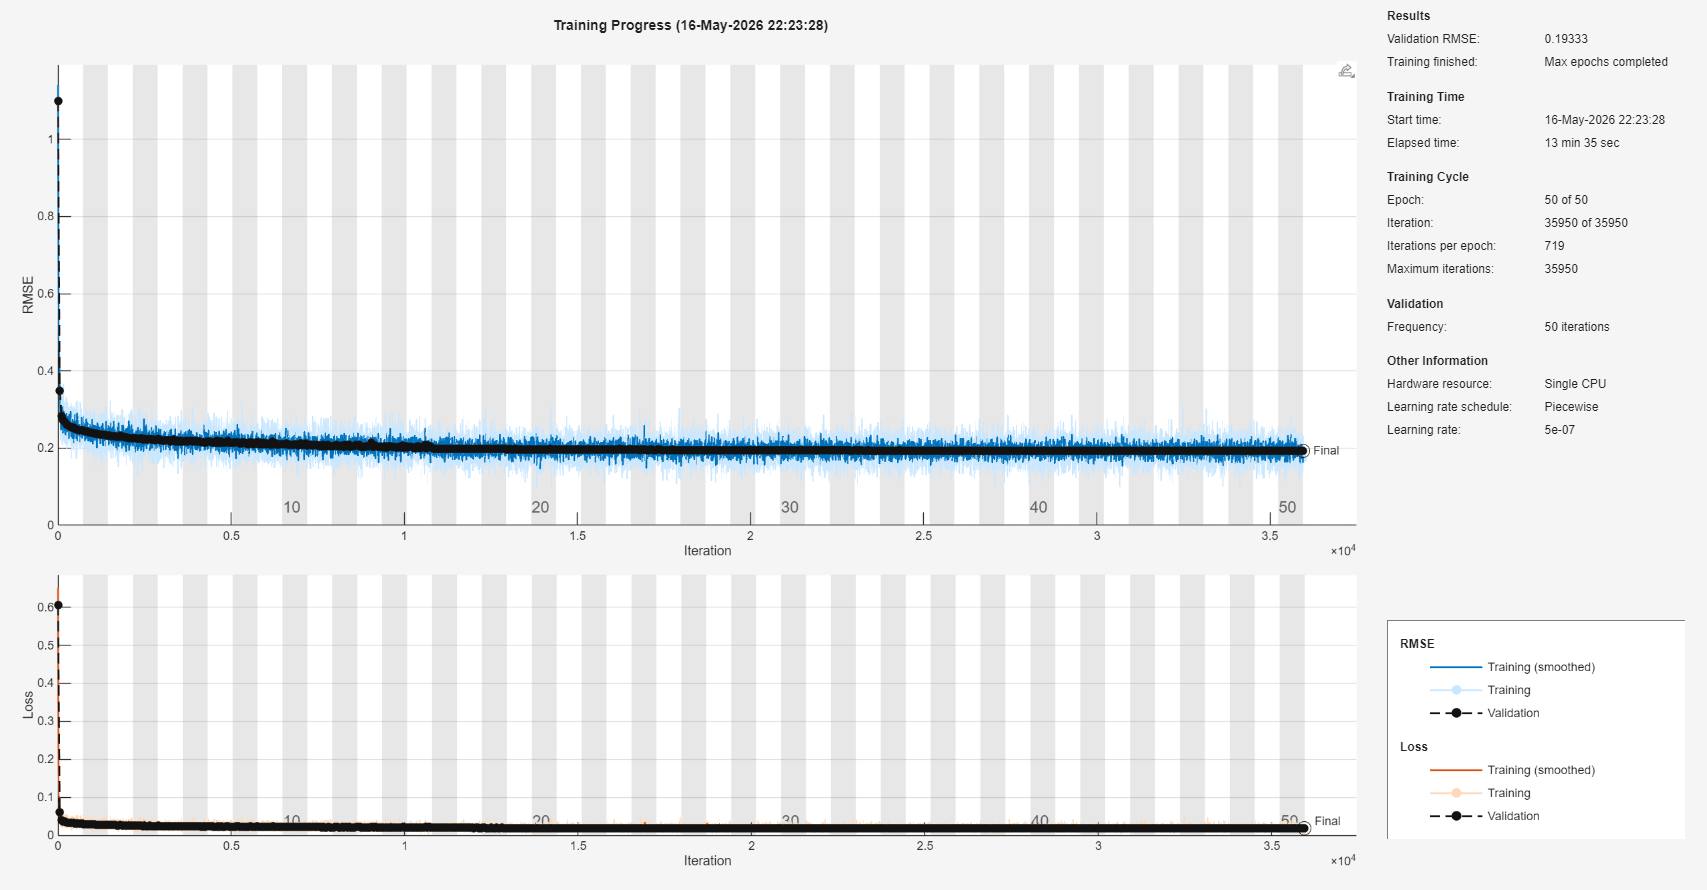 Training Progress (16-May-2026 22:23:28)
RMSE
1
0.8
0.6
0.4
0.2
0
10
20
30
40
50
Final
0
0.5
1
1.5
2
2.5
3
3.5
×10⁴
Iteration
Loss
0.6
0.5
0.4
0.3
0.2
0.1
0
10
20
30
40
50
Final
0
0.5
1
1.5
2
2.5
3
3.5
×10⁴
Iteration
Results
Validation RMSE: 0.19333
Training finished: Max epochs completed
Training Time
Start time: 16-May-2026 22:23:28
Elapsed time: 13 min 35 sec
Training Cycle
Epoch: 50 of 50
Iteration: 35950 of 35950
Iterations per epoch: 719
Maximum iterations: 35950
Validation
Frequency: 50 iterations
Other Information
Hardware resource: Single CPU
Learning rate schedule: Piecewise
Learning rate: 5e-07
RMSE
Training (smoothed)
Training
Validation
Loss
Training (smoothed)
Training
Validation